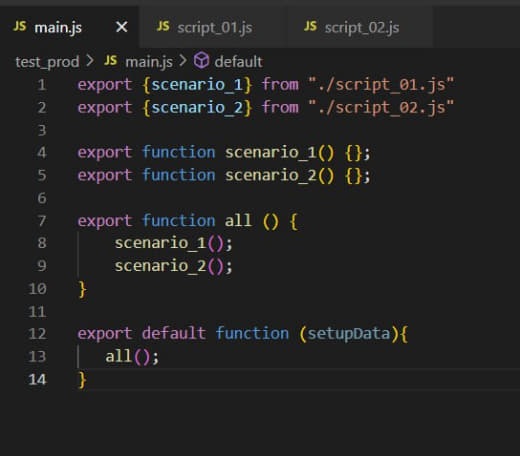 JS main.js × JS script_01.js JS script_02.js
test_prod > JS main.js > default
1 export {scenario_1} from "./script_01.js"
2 export {scenario_2} from "./script_02.js"
3
4 export function scenario_1() {};
5 export function scenario_2() {};
6
7 export function all () {
8 scenario_1();
9 scenario_2();
10 }
11
12 export default function (setupData){
13 all();
14 }